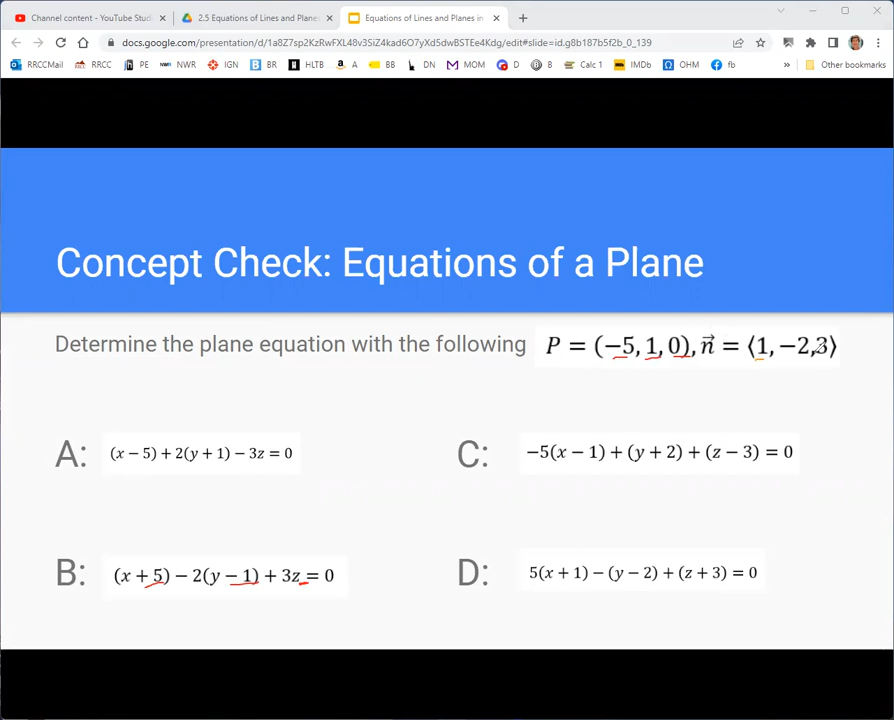 Channel content - YouTube Studi
2.5 Equations of Lines and Plane
Equations of Lines and Planes in
docs.google.com/presentation/d/1a8Z7sp2KzRwFXL48v3SiZ4kad6O7yXd5dwBSTEe4Kdg/edit#slide=id.g8b187b5f2b_0_139
RRCCMail RRCC PE NWR IGN BR HLTB A BB DN MOM D B Calc 1 IMDb OHM fb » Other bookmarks
Concept Check: Equations of a Plane
Determine the plane equation with the following P = (−5, 1, 0), n⃗ = ⟨1, −2,3⟩
A: (x − 5) + 2(y + 1) − 3z = 0
C: −5(x − 1) + (y + 2) + (z − 3) = 0
B: (x + 5) − 2(y − 1) + 3z = 0
D: 5(x + 1) − (y − 2) + (z + 3) = 0